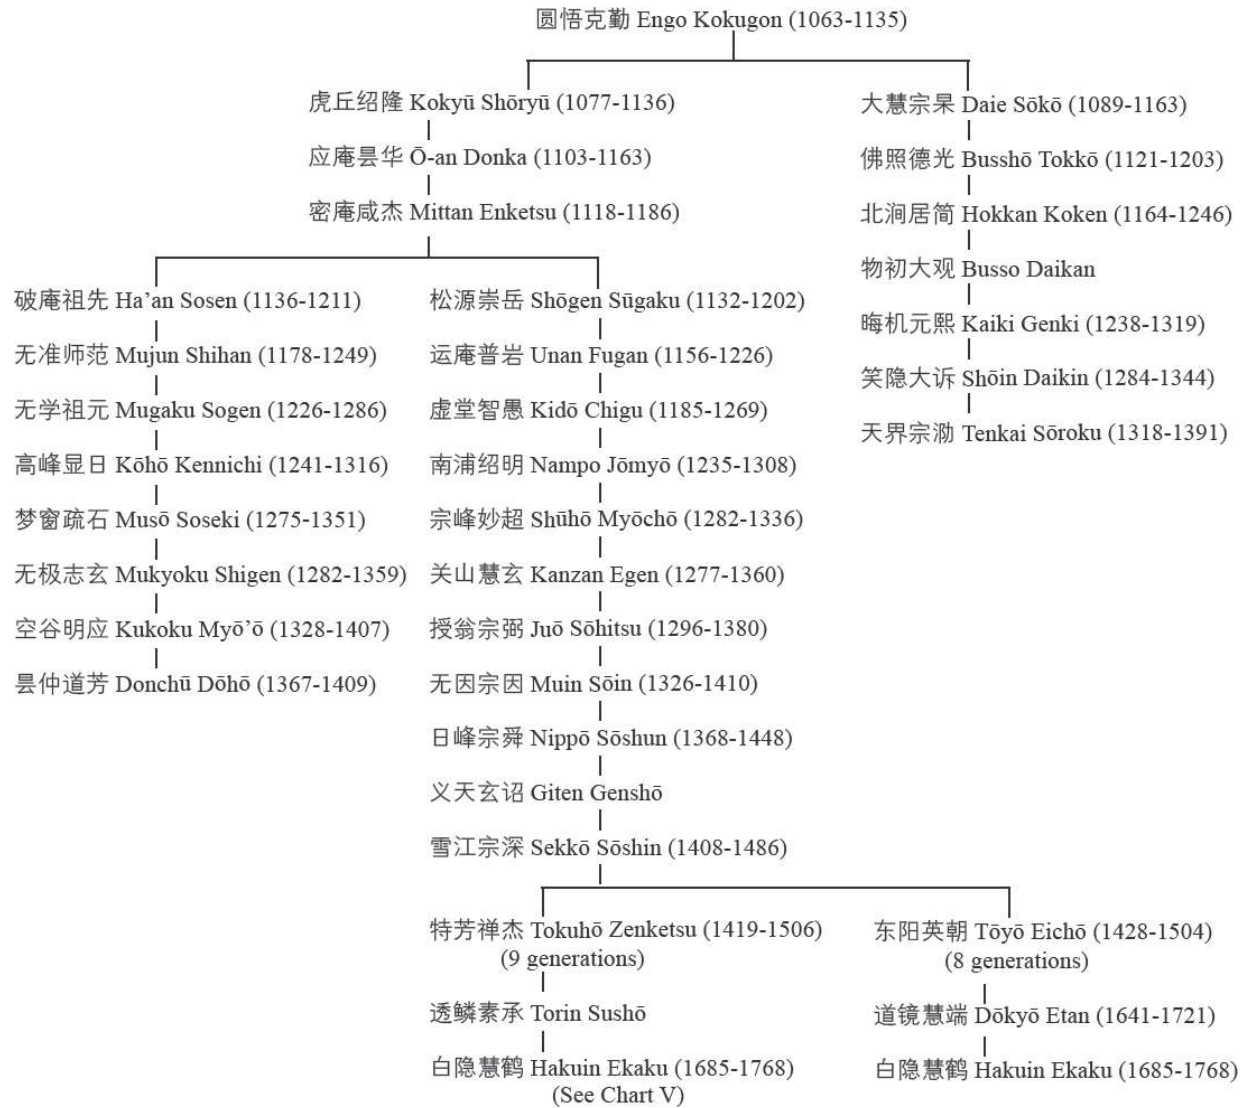 圆悟克勤 Engo Kokugon (1063-1135)
虎丘绍隆 Kokyū Shōryū (1077-1136)
应庵昙华 Ō-an Donka (1103-1163)
密庵咸杰 Mittan Enketsu (1118-1186)
破庵祖先 Ha’an Sosen (1136-1211)
无准师范 Mujun Shihan (1178-1249)
无学祖元 Mugaku Sogen (1226-1286)
高峰显日 Kōhō Kennichi (1241-1316)
梦窗疏石 Musō Soseki (1275-1351)
无极志玄 Mukyoku Shigen (1282-1359)
空谷明应 Kukoku Myō’ō (1328-1407)
昙仲道芳 Donchū Dōhō (1367-1409)
松源崇岳 Shōgen Sūgaku (1132-1202)
运庵普岩 Unan Fugan (1156-1226)
虚堂智愚 Kidō Chigu (1185-1269)
南浦绍明 Nampo Jōmyō (1235-1308)
宗峰妙超 Shūhō Myōchō (1282-1336)
关山慧玄 Kanzan Egen (1277-1360)
授翁宗弼 Juō Sōhitsu (1296-1380)
无因宗因 Muin Sōin (1326-1410)
日峰宗舜 Nippō Sōshun (1368-1448)
义天玄诏 Giten Genshō
雪江宗深 Sekkō Sōshin (1408-1486)
特芳禅杰 Tokuhō Zenketsu (1419-1506)
(9 generations)
透鳞素承 Torin Sushō
白隐慧鹤 Hakuin Ekaku (1685-1768)
(See Chart V)
东阳英朝 Tōyō Eichō (1428-1504)
(8 generations)
道镜慧端 Dōkyō Etan (1641-1721)
白隐慧鹤 Hakuin Ekaku (1685-1768)
大慧宗杲 Daie Sōkō (1089-1163)
佛照德光 Busshō Tokkō (1121-1203)
北涧居简 Hokkan Koken (1164-1246)
物初大观 Busso Daikan
晦机元熙 Kaiki Genki (1238-1319)
笑隐大诉 Shōin Daikin (1284-1344)
天界宗泐 Tenkai Sōroku (1318-1391)